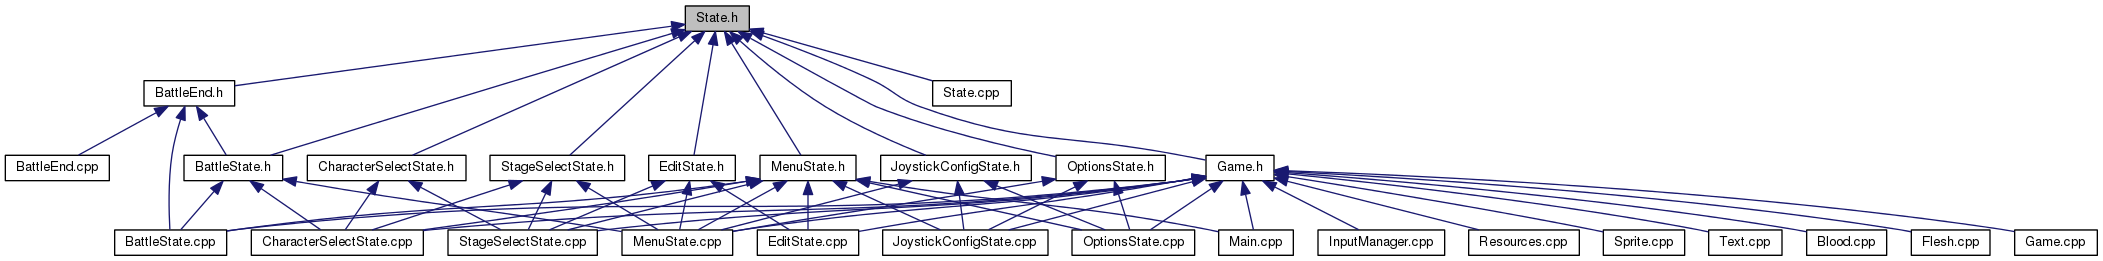 State.h
BattleEnd.h
State.cpp
BattleEnd.cpp
BattleState.h
CharacterSelectState.h
StageSelectState.h
EditState.h
MenuState.h
JoystickConfigState.h
OptionsState.h
Game.h
BattleState.cpp
CharacterSelectState.cpp
StageSelectState.cpp
MenuState.cpp
EditState.cpp
JoystickConfigState.cpp
OptionsState.cpp
Main.cpp
InputManager.cpp
Resources.cpp
Sprite.cpp
Text.cpp
Blood.cpp
Flesh.cpp
Game.cpp